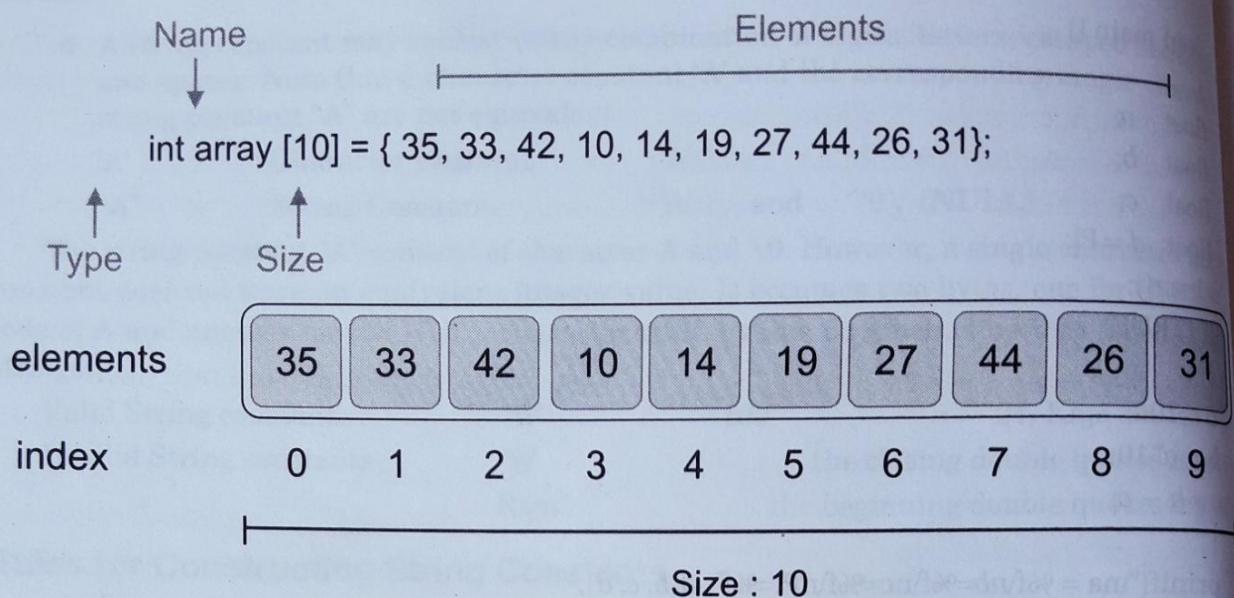 Name Elements
int array [10] = { 35, 33, 42, 10, 14, 19, 27, 44, 26, 31};
Type Size
elements 35 33 42 10 14 19 27 44 26 31
index 0 1 2 3 4 5 6 7 8 9
Size : 10